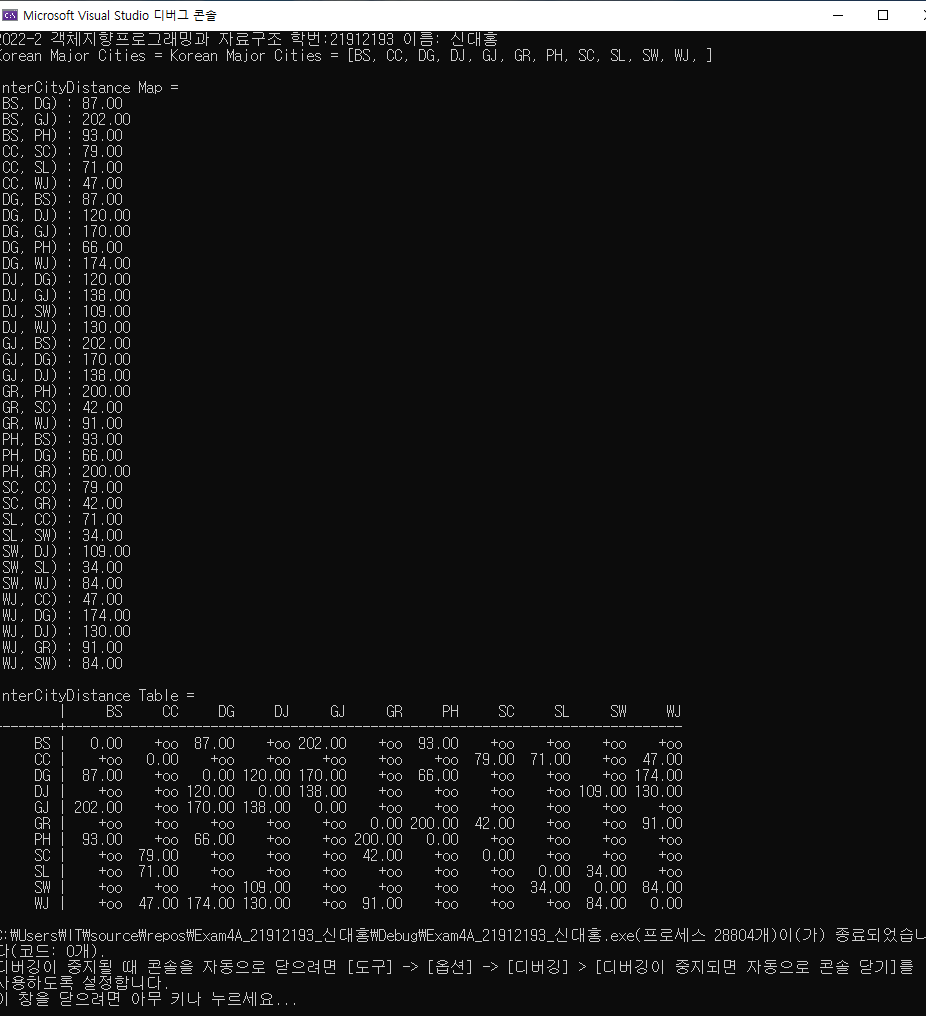 Microsoft Visual Studio 디버그 콘솔
2022-2 객체지향프로그래밍과 자료구조 학번:21912193 이름: 신대홍
Korean Major Cities = Korean Major Cities = [BS, CC, DG, DJ, GJ, GR, PH, SC, SL, SW, WJ, ]
nterCityDistance Map =
BS, DG) : 87.00
BS, GJ) : 202.00
BS, PH) : 93.00
CC, SC) : 79.00
CC, SL) : 71.00
CC, WJ) : 47.00
DG, BS) : 87.00
DG, DJ) : 120.00
DG, GJ) : 170.00
DG, PH) : 66.00
DG, WJ) : 174.00
DJ, DG) : 120.00
DJ, GJ) : 138.00
DJ, SW) : 109.00
DJ, WJ) : 130.00
GJ, BS) : 202.00
GJ, DG) : 170.00
GJ, DJ) : 138.00
GR, PH) : 200.00
GR, SC) : 42.00
GR, WJ) : 91.00
PH, BS) : 93.00
PH, DG) : 66.00
PH, GR) : 200.00
SC, CC) : 79.00
SC, GR) : 42.00
SL, CC) : 71.00
SL, SW) : 34.00
SW, DJ) : 109.00
SW, SL) : 34.00
SW, WJ) : 84.00
WJ, CC) : 47.00
WJ, DG) : 174.00
WJ, DJ) : 130.00
WJ, GR) : 91.00
WJ, SW) : 84.00
nterCityDistance Table =
| BS CC DG DJ GJ GR PH SC SL SW WJ
--------+-----------------------------------------------------------------------------
BS | 0.00 +oo 87.00 +oo 202.00 +oo 93.00 +oo +oo +oo +oo
CC | +oo 0.00 +oo +oo +oo +oo +oo 79.00 71.00 +oo 47.00
DG | 87.00 +oo 0.00 120.00 170.00 +oo 66.00 +oo +oo +oo 174.00
DJ | +oo +oo 120.00 0.00 138.00 +oo +oo +oo +oo 109.00 130.00
GJ | 202.00 +oo 170.00 138.00 0.00 +oo +oo +oo +oo +oo +oo
GR | +oo +oo +oo +oo +oo 0.00 200.00 42.00 +oo +oo 91.00
PH | 93.00 +oo 66.00 +oo +oo 200.00 0.00 +oo +oo +oo +oo
SC | +oo 79.00 +oo +oo +oo 42.00 +oo 0.00 +oo +oo +oo
SL | +oo 71.00 +oo +oo +oo +oo +oo +oo 0.00 34.00 +oo
SW | +oo +oo +oo 109.00 +oo +oo +oo +oo 34.00 0.00 84.00
WJ | +oo 47.00 174.00 130.00 +oo 91.00 +oo +oo +oo 84.00 0.00
C:₩Users₩IT₩source₩repos₩Exam4A_21912193_신대홍₩Debug₩Exam4A_21912193_신대홍.exe(프로세스 28804개)이(가) 종료되었습니
다(코드: 0개).
디버깅이 중지될 때 콘솔을 자동으로 닫으려면 [도구] -> [옵션] -> [디버깅] > [디버깅이 중지되면 자동으로 콘솔 닫기]를
사용하도록 설정합니다.
이 창을 닫으려면 아무 키나 누르세요...